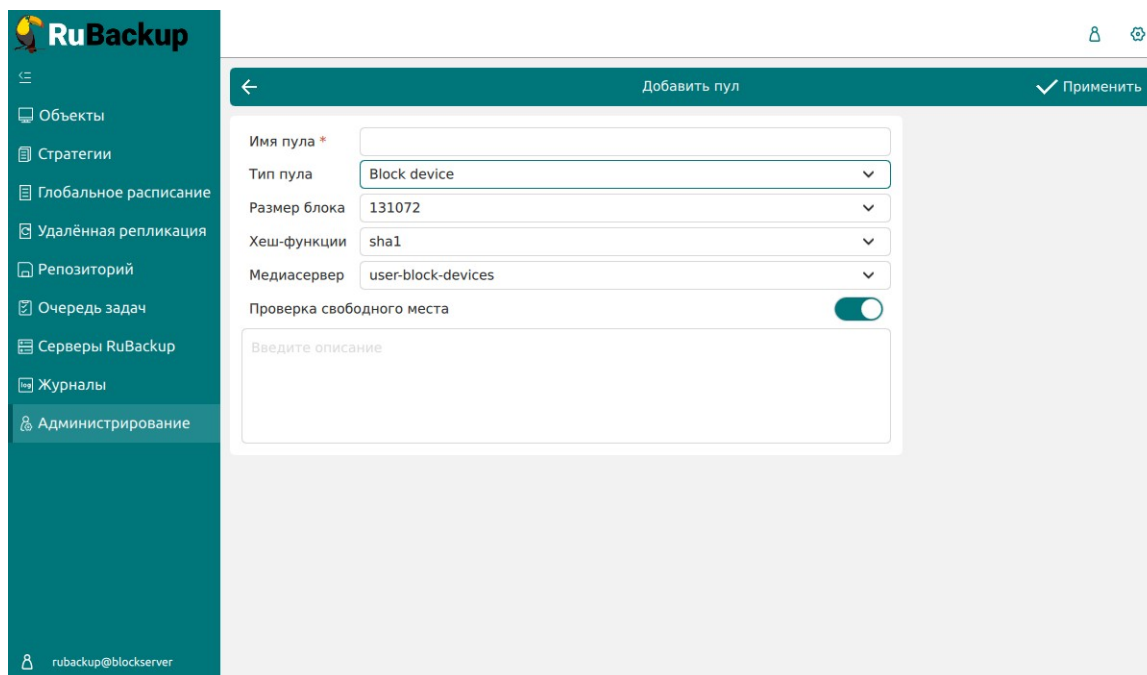 RuBackup
Добавить пул
Применить
Объекты
Стратегии
Глобальное расписание
Удалённая репликация
Репозиторий
Очередь задач
Серверы RuBackup
log Журналы
Администрирование
Имя пула *
Тип пула Block device
Размер блока 131072
Хеш-функции sha1
Медиасервер user-block-devices
Проверка свободного места
Введите описание
rubackup@blockserver